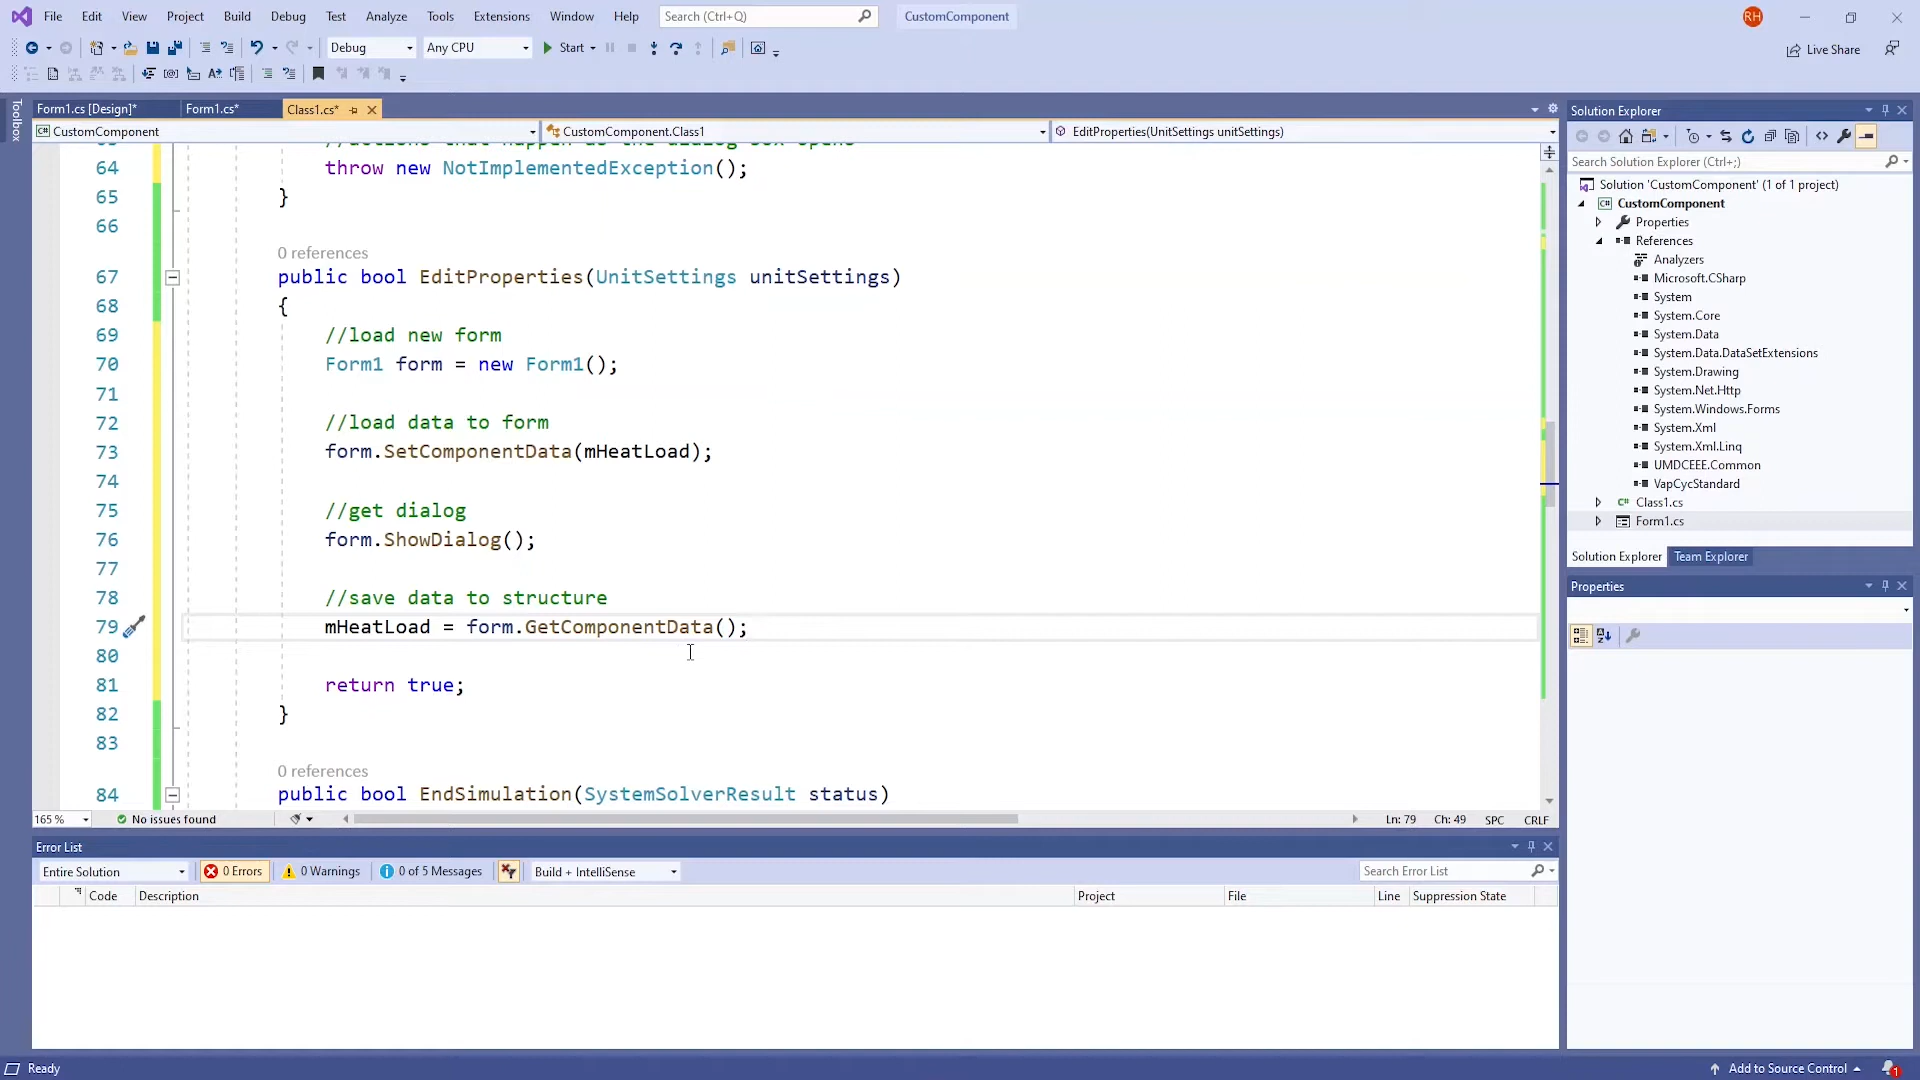 File Edit View Project Build Debug Test Analyze Tools Extensions Window Help Search (Ctrl+Q) CustomComponent RH
Debug Any CPU Start Live Share
Toolbox
Form1.cs [Design]* Form1.cs* Class1.cs*
CustomComponent CustomComponent.Class1 EditProperties(UnitSettings unitSettings)
64 throw new NotImplementedException();
65 }
66
0 references
67 public bool EditProperties(UnitSettings unitSettings)
68 {
69 //load new form
70 Form1 form = new Form1();
71
72 //load data to form
73 form.SetComponentData(mHeatLoad);
74
75 //get dialog
76 form.ShowDialog();
77
78 //save data to structure
79 mHeatLoad = form.GetComponentData();
80
81 return true;
82 }
83
0 references
84 public bool EndSimulation(SystemSolverResult status)
165 % No issues found Ln: 79 Ch: 49 SPC CRLF
Error List
Entire Solution 0 Errors 0 Warnings 0 of 5 Messages Build + IntelliSense Search Error List
Code Description Project File Line Suppression State
Solution Explorer
Search Solution Explorer (Ctrl+;)
Solution 'CustomComponent' (1 of 1 project)
CustomComponent
Properties
References
Analyzers
Microsoft.CSharp
System
System.Core
System.Data
System.Data.DataSetExtensions
System.Drawing
System.Net.Http
System.Windows.Forms
System.Xml
System.Xml.Linq
UMDCEEE.Common
VapCycStandard
Class1.cs
Form1.cs
Solution Explorer Team Explorer
Properties
Ready Add to Source Control 1